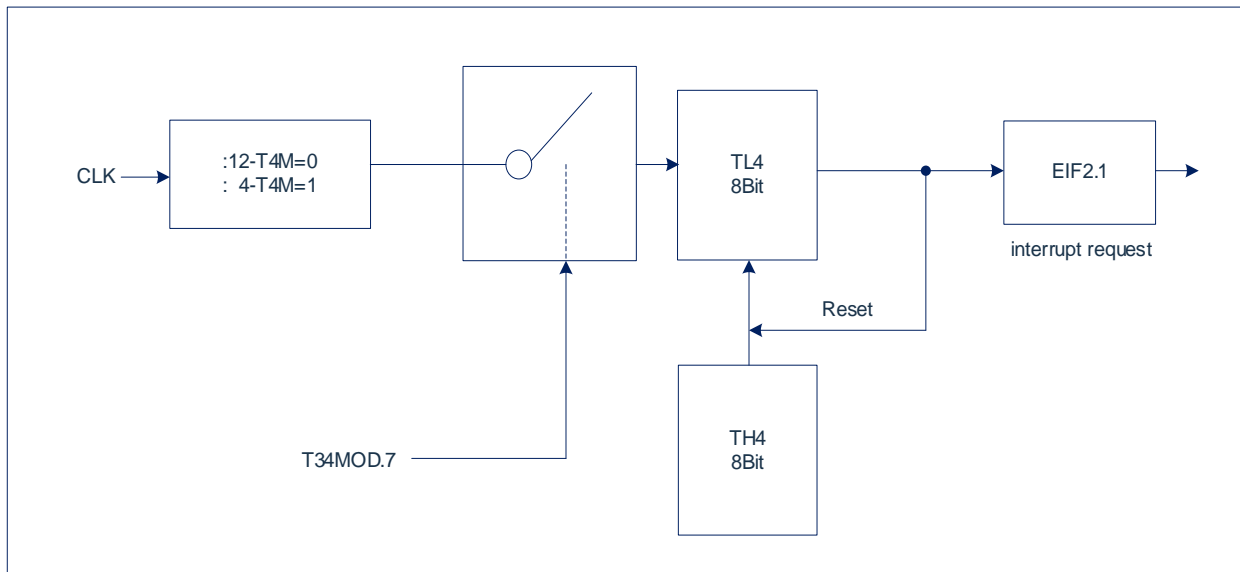 CLK
:12-T4M=0
: 4-T4M=1
TL4
8Bit
EIF2.1
interrupt request
Reset
TH4
8Bit
T34MOD.7